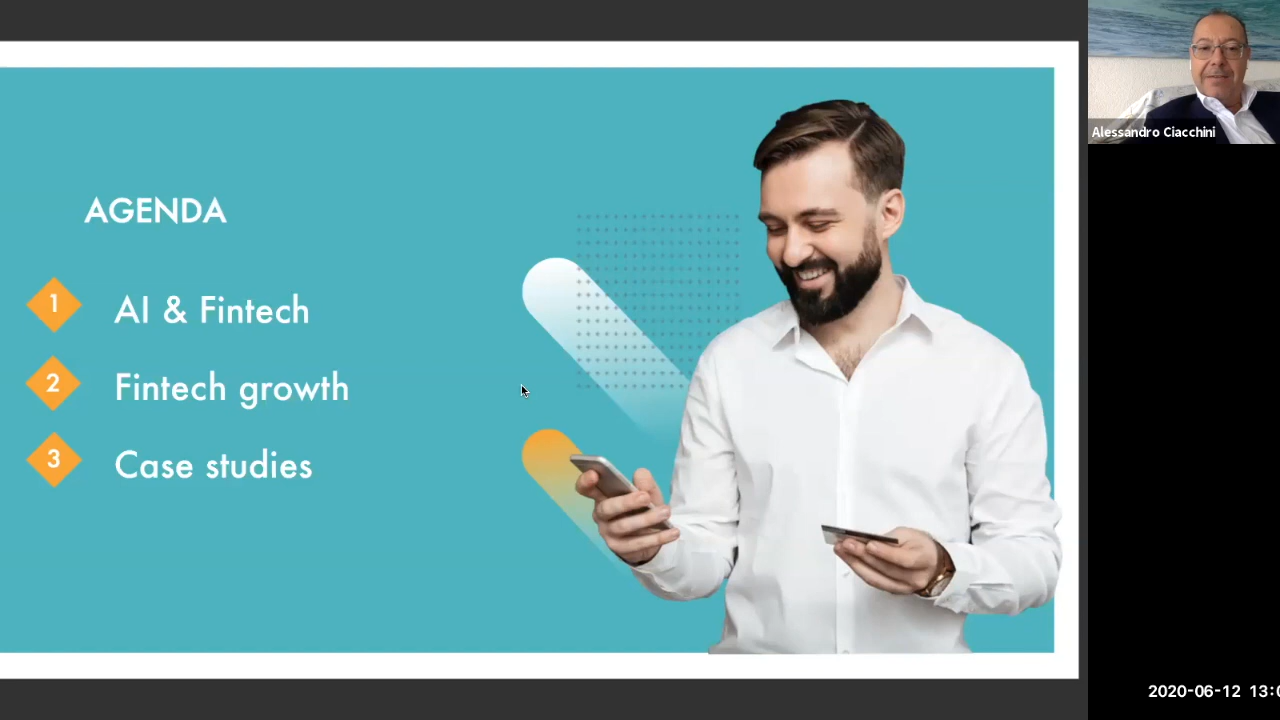 AGENDA
1 AI & Fintech
2 Fintech growth
3 Case studies
Alessandro Ciacchini
2020-06-12 13:0